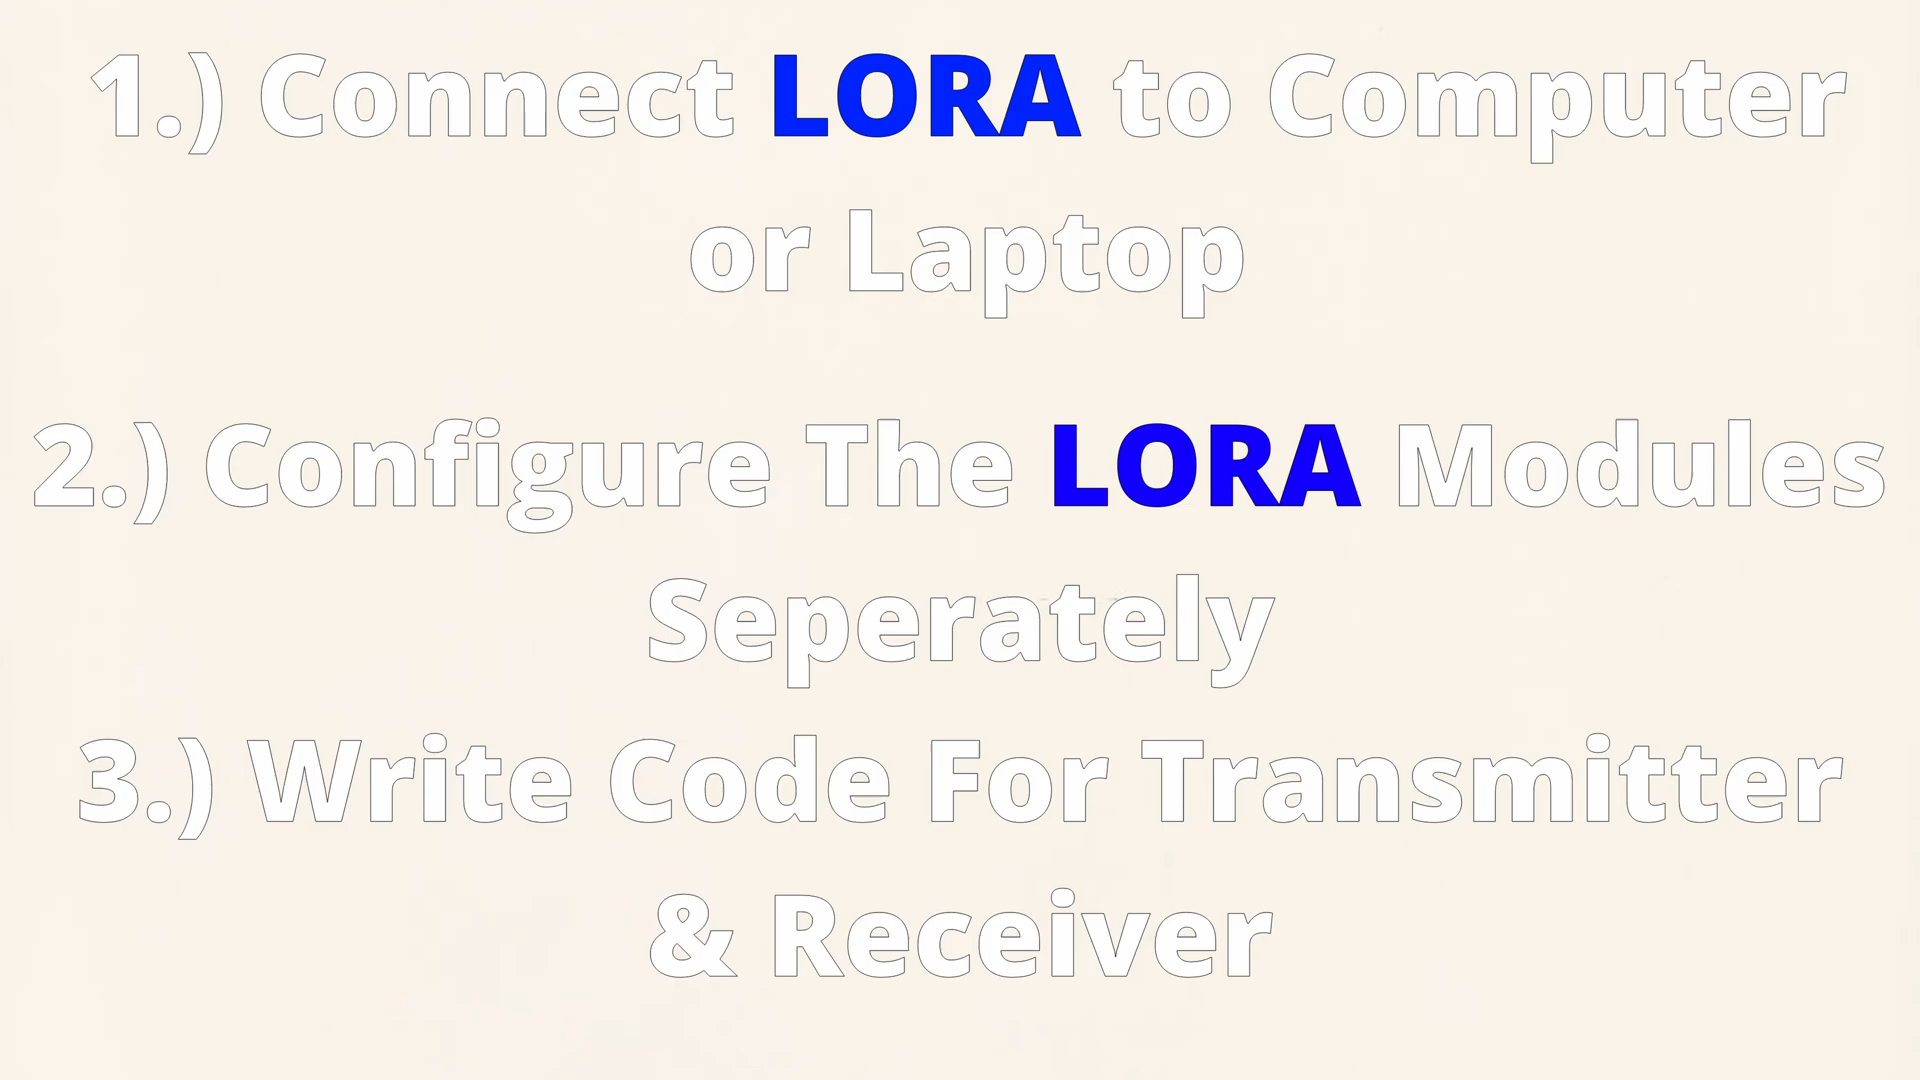 1.) Connect LORA to Computer
or Laptop
2.) Configure The LORA Modules
Seperately
3.) Write Code For Transmitter
& Receiver